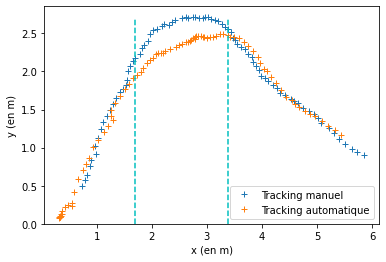 y (en m)
2.5
2.0
1.5
1.0
0.5
0.0
1 2 3 4 5 6
x (en m)
Tracking manuel
Tracking automatique